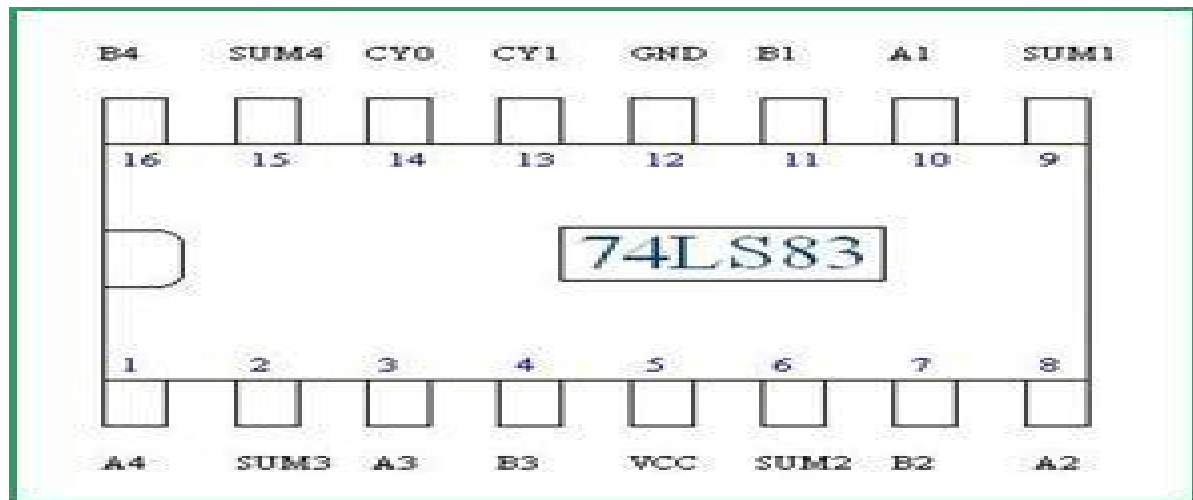 B4 SUM4 CY0 CY1 GND B1 A1 SUM1
16 15 14 13 12 11 10 9
74LS83
1 2 3 4 5 6 7 8
A4 SUM3 A3 B3 VCC SUM2 B2 A2